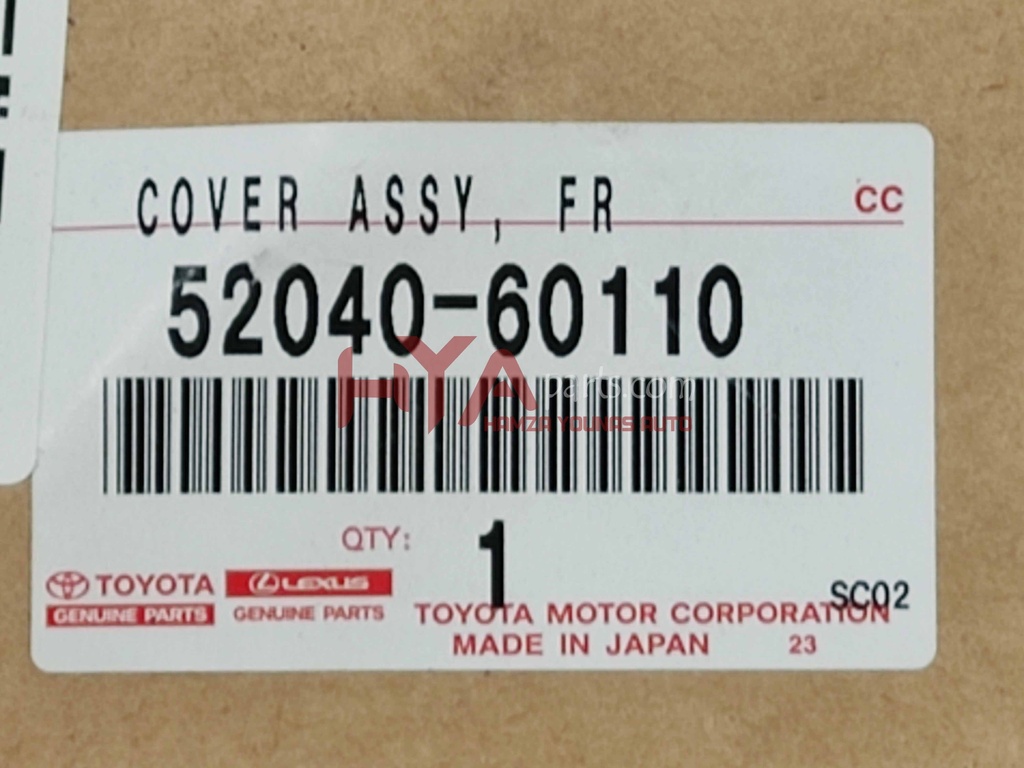 COVER ASSY, FR
CC
52040-60110
HYA parts.com
HAMZA YOUNAS AUTO
QTY: 1
TOYOTA LEXUS
GENUINE PARTS GENUINE PARTS
SC02
TOYOTA MOTOR CORPORATION
MADE IN JAPAN 23